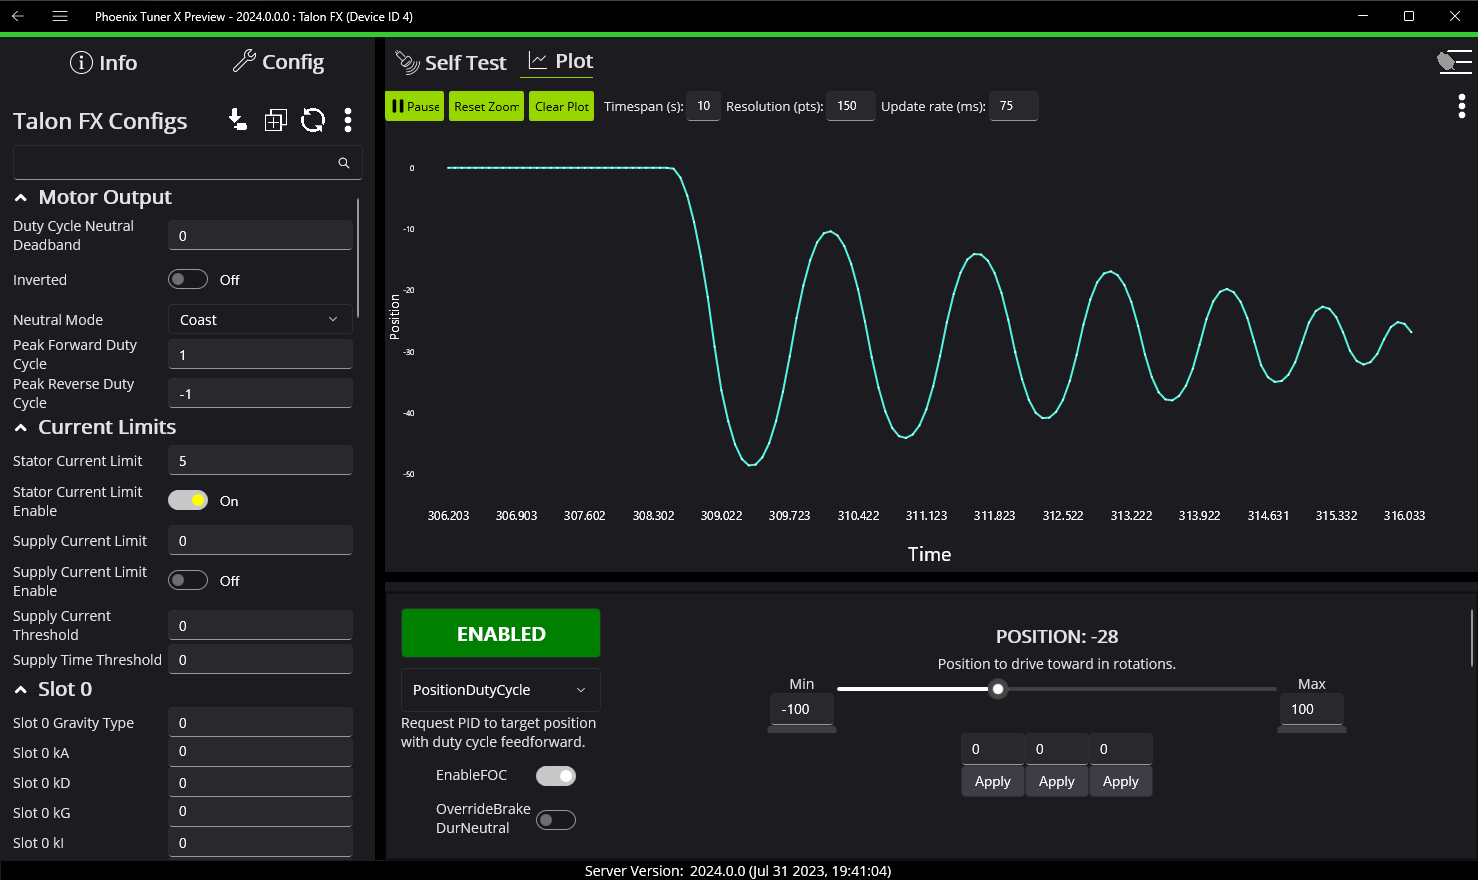 Phoenix Tuner X Preview - 2024.0.0.0 : Talon FX (Device ID 4)
Info
Config
Talon FX Configs
Motor Output
Duty Cycle Neutral
Deadband
0
Inverted
Off
Neutral Mode
Coast
Peak Forward Duty
Cycle
1
Peak Reverse Duty
Cycle
-1
Current Limits
Stator Current Limit
5
Stator Current Limit
Enable
On
Supply Current Limit
0
Supply Current Limit
Enable
Off
Supply Current
Threshold
0
Supply Time Threshold
0
Slot 0
Slot 0 Gravity Type
0
Slot 0 kA
0
Slot 0 kD
0
Slot 0 kG
0
Slot 0 kI
0
Self Test
Plot
Pause
Reset Zoom
Clear Plot
Timespan (s):
10
Resolution (pts):
150
Update rate (ms):
75
Position
0
-10
-20
-30
-40
-50
306.203 306.903 307.602 308.302 309.022 309.723 310.422 311.123 311.823 312.522 313.222 313.922 314.631 315.332 316.033
Time
ENABLED
PositionDutyCycle
Request PID to target position
with duty cycle feedforward.
EnableFOC
OverrideBrake
DurNeutral
POSITION: -28
Position to drive toward in rotations.
Min
-100
Max
100
0 0 0
Apply Apply Apply
Server Version: 2024.0.0 (Jul 31 2023, 19:41:04)